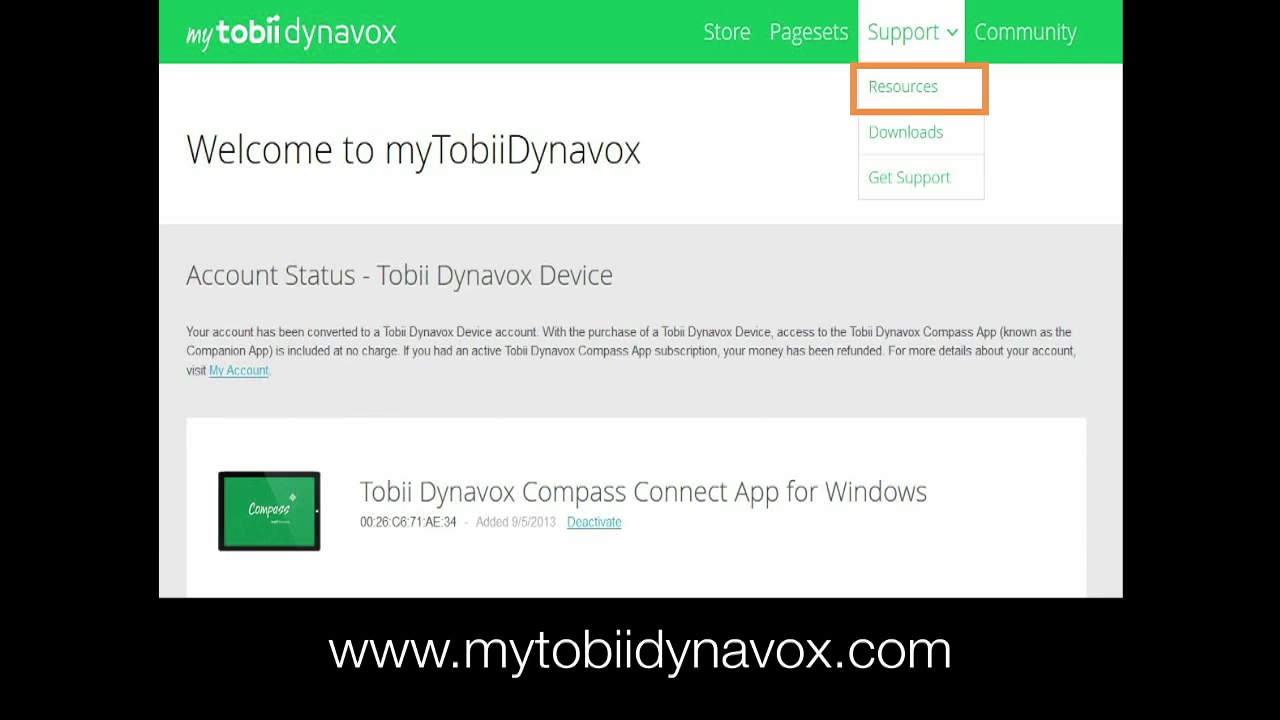 my tobii dynavox
Store Pagesets Support Community
Resources
Downloads
Get Support
Welcome to myTobiiDynavox
Account Status - Tobii Dynavox Device
Your account has been converted to a Tobii Dynavox Device account. With the purchase of a Tobii Dynavox Device, access to the Tobii Dynavox Compass App (known as the
Companion App) is included at no charge. If you had an active Tobii Dynavox Compass App subscription, your money has been refunded. For more details about your account,
visit My Account.
Compass
Tobii Dynavox Compass Connect App for Windows
00:26:C6:71:AE:34 - Added 9/5/2013 Deactivate
www.mytobiidynavox.com